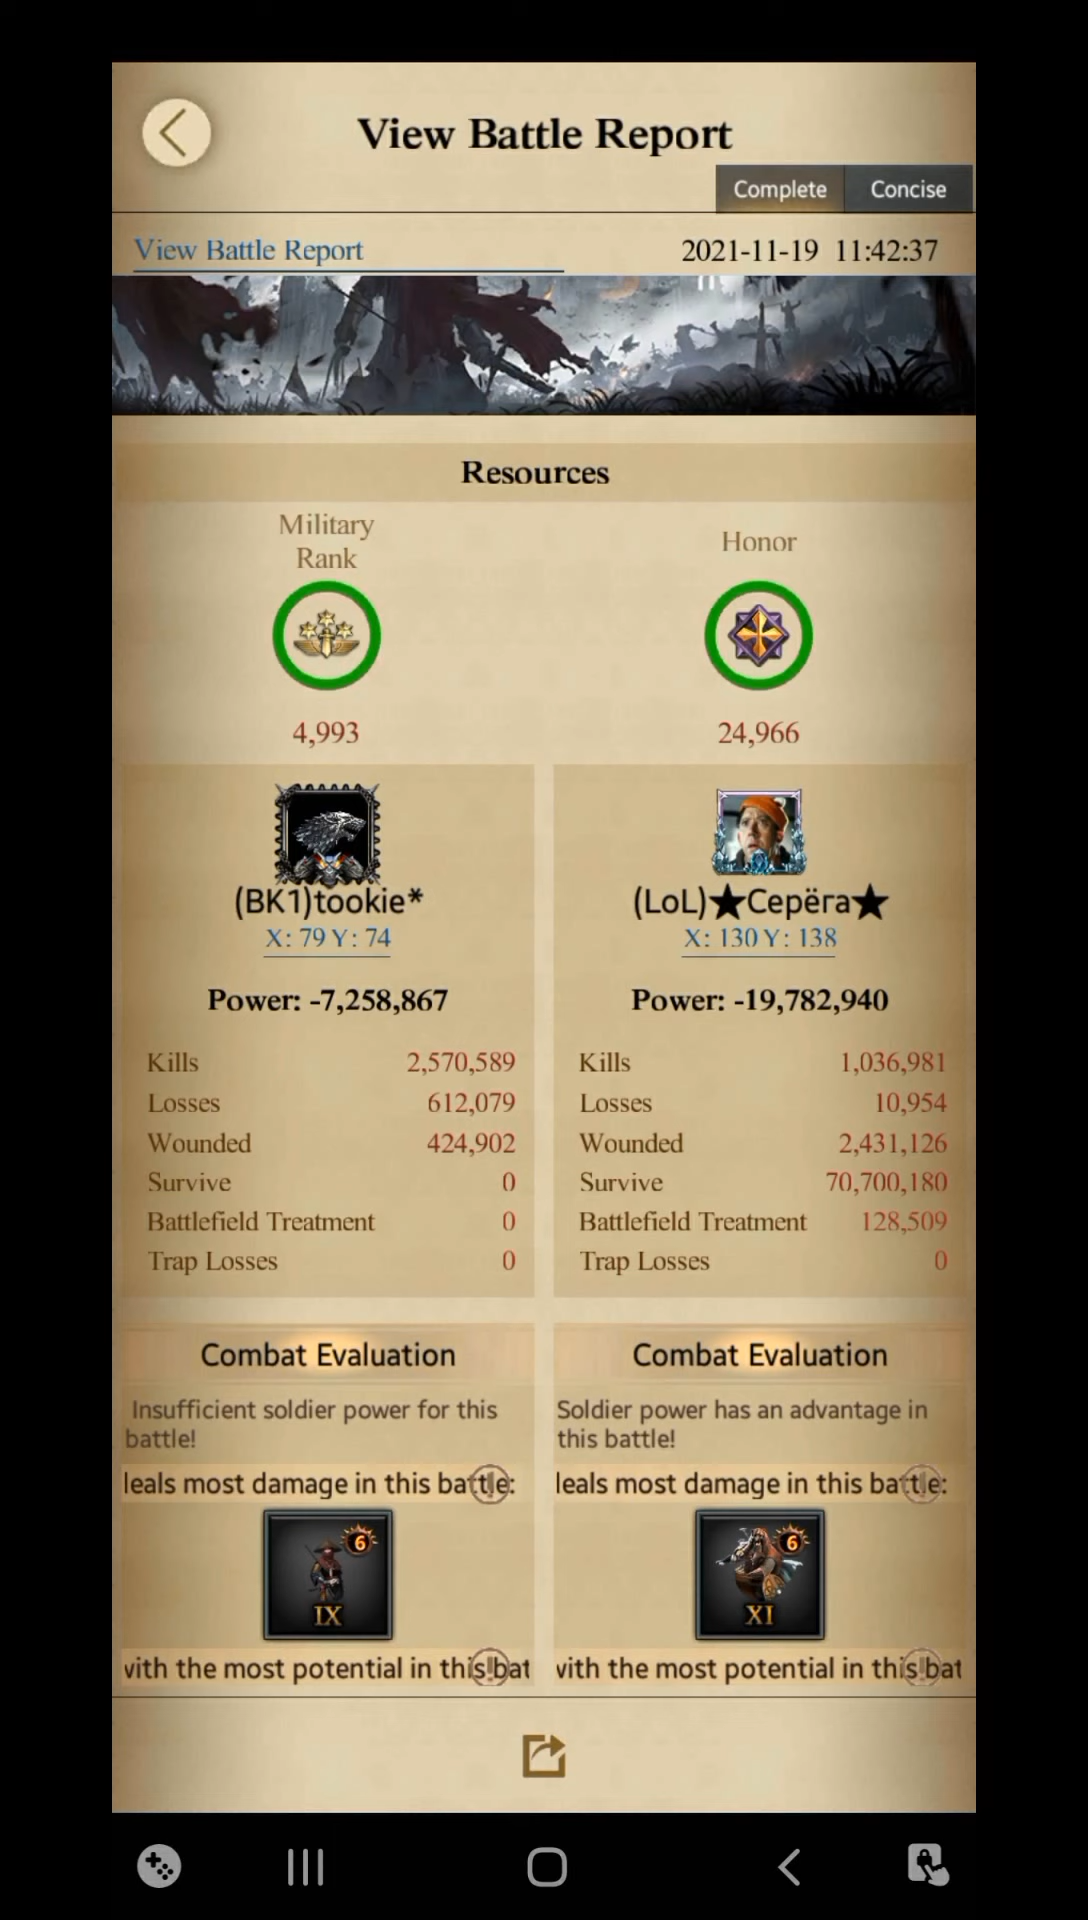 View Battle Report
Complete Concise
View Battle Report 2021-11-19 11:42:37
Resources
Military
Rank
Honor
4,993 24,966
(BK1)tookie* (LoL)★Серёга★
X: 79 Y: 74 X: 130 Y: 138
Power: -7,258,867 Power: -19,782,940
Kills 2,570,589 Kills 1,036,981
Losses 612,079 Losses 10,954
Wounded 424,902 Wounded 2,431,126
Survive 0 Survive 70,700,180
Battlefield Treatment 0 Battlefield Treatment 128,509
Trap Losses 0 Trap Losses 0
Combat Evaluation Combat Evaluation
Insufficient soldier power for this
battle!
Soldier power has an advantage in
this battle!
leals most damage in this battle: leals most damage in this battle:
6 6
IX XI
with the most potential in this bat with the most potential in this bat